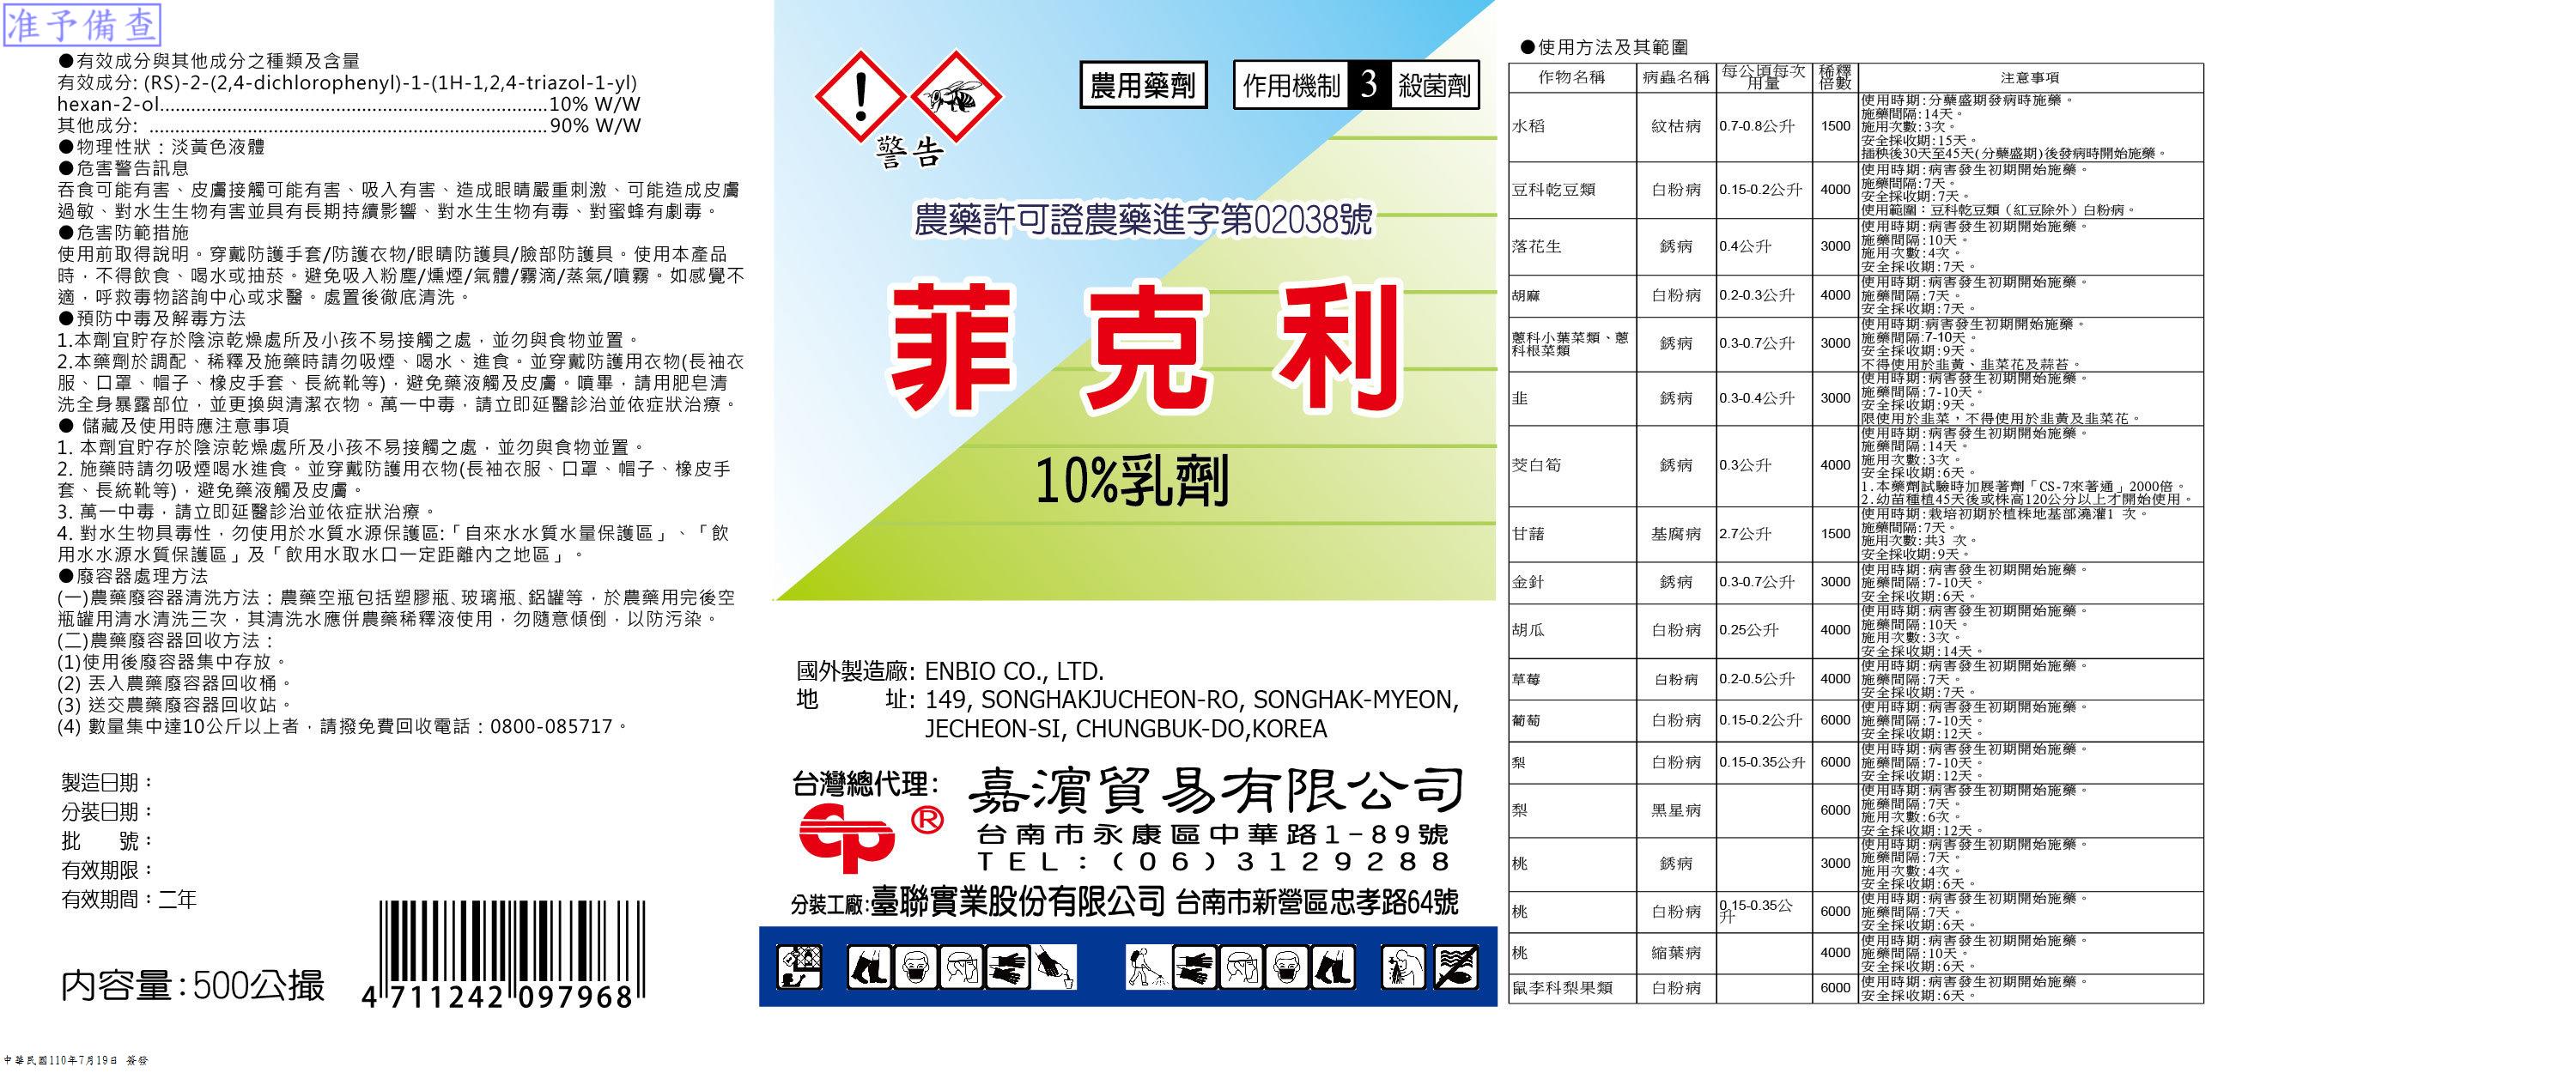 准予備查
●有效成分與其他成分之種類及含量
有效成分: (RS)-2-(2,4-dichlorophenyl)-1-(1H-1,2,4-triazol-1-yl)
hexan-2-ol....................................................................10% W/W
其他成分: ......................................................................90% W/W
●物理性狀：淡黃色液體
●危害警告訊息
吞食可能有害、皮膚接觸可能有害、吸入有害、造成眼睛嚴重刺激、可能造成皮膚
過敏、對水生生物有害並具有長期持續影響、對水生生物有毒、對蜜蜂有劇毒。
●危害防範措施
使用前取得說明。穿戴防護手套/防護衣物/眼睛防護具/臉部防護具。使用本產品
時，不得飲食、喝水或抽菸。避免吸入粉塵/燻煙/氣體/霧滴/蒸氣/噴霧。如感覺不
適，呼救毒物諮詢中心或求醫。處置後徹底清洗。
●預防中毒及解毒方法
1.本劑宜貯存於陰涼乾燥處所及小孩不易接觸之處，並勿與食物並置。
2.本藥劑於調配、稀釋及施藥時請勿吸煙、喝水、進食。並穿戴防護用衣物(長袖衣
服、口罩、帽子、橡皮手套、長統靴等)，避免藥液觸及皮膚。噴畢，請用肥皂清
洗全身暴露部位，並更換與清潔衣物。萬一中毒，請立即延醫診治並依症狀治療。
● 儲藏及使用時應注意事項
1. 本劑宜貯存於陰涼乾燥處所及小孩不易接觸之處，並勿與食物並置。
2. 施藥時請勿吸煙喝水進食。並穿戴防護用衣物(長袖衣服、口罩、帽子、橡皮手
套、長統靴等)，避免藥液觸及皮膚。
3. 萬一中毒，請立即延醫診治並依症狀治療。
4. 對水生物具毒性，勿使用於水質水源保護區:「自來水水質水量保護區」、「飲
用水水源水質保護區」及「飲用水取水口一定距離內之地區」。
●廢容器處理方法
(一)農藥廢容器清洗方法：農藥空瓶包括塑膠瓶、玻璃瓶、鋁罐等，於農藥用完後空
瓶罐用清水清洗三次，其清洗水應併農藥稀釋液使用，勿隨意傾倒，以防污染。
(二)農藥廢容器回收方法：
(1)使用後廢容器集中存放。
(2) 丟入農藥廢容器回收桶。
(3) 送交農藥廢容器回收站。
(4) 數量集中達10公斤以上者，請撥免費回收電話：0800-085717。
製造日期：
分裝日期：
批　　號：
有效期限：
有效期間：二年
內容量:500公撮
4 711242 097968
中華民國110年7月19日 簽發
警告
農用藥劑
作用機制 3 殺菌劑
農藥許可證農藥進字第02038號
菲克利
10%乳劑
國外製造廠: ENBIO CO., LTD.
地　　址: 149, SONGHAKJUCHEON-RO, SONGHAK-MYEON,
JECHEON-SI, CHUNGBUK-DO,KOREA
台灣總代理:
嘉濱貿易有限公司
CP ®
台南市永康區中華路1-89號
TEL:(06)3129288
分裝工廠:臺聯實業股份有限公司 台南市新營區忠孝路64號
●使用方法及其範圍
作物名稱 病蟲名稱 每公頃每次用量 稀釋倍數 注意事項
水稻 紋枯病 0.7-0.8公升 1500
使用時期:分蘗盛期發病時施藥。
施藥間隔:14天。
施用次數:3次。
安全採收期:15天。
插秧後30天至45天(分蘗盛期)後發病時開始施藥。
豆科乾豆類 白粉病 0.15-0.2公升 4000
使用時期:病害發生初期開始施藥。
施藥間隔:7天。
安全採收期:7天。
使用範圍：豆科乾豆類（紅豆除外）白粉病。
落花生 銹病 0.4公升 3000
使用時期:病害發生初期開始施藥。
施藥間隔:10天。
施用次數:4次。
安全採收期:7天。
胡麻 白粉病 0.2-0.3公升 4000
使用時期:病害發生初期開始施藥。
施藥間隔:7天。
安全採收期:7天。
蔥科小葉菜類、蔥科根菜類 銹病 0.3-0.7公升 3000
使用時期:病害發生初期開始施藥。
施藥間隔:7-10天。
安全採收期:9天。
不得使用於韭黃、韭菜花及蒜苔。
韭 銹病 0.3-0.4公升 3000
使用時期:病害發生初期開始施藥。
施藥間隔:7-10天。
安全採收期:9天。
限使用於韭菜，不得使用於韭黃及韭菜花。
茭白筍 銹病 0.3公升 4000
使用時期:病害發生初期開始施藥。
施藥間隔:14天。
施用次數:3次。
安全採收期:6天。
1.本藥劑試驗時加展著劑「CS-7來著通」2000倍。
2.幼苗種植45天後或株高120公分以上才開始使用。
甘藷 基腐病 2.7公升 1500
使用時期:栽培初期於植株地基部澆灌1 次。
施藥間隔:7天。
施用次數:共3 次。
安全採收期:9天。
金針 銹病 0.3-0.7公升 3000
使用時期:病害發生初期開始施藥。
施藥間隔:7-10天。
安全採收期:6天。
胡瓜 白粉病 0.25公升 4000
使用時期:病害發生初期開始施藥。
施藥間隔:10天。
施用次數:3次。
安全採收期:14天。
草莓 白粉病 0.2-0.5公升 4000
使用時期:病害發生初期開始施藥。
施藥間隔:7天。
安全採收期:7天。
葡萄 白粉病 0.15-0.2公升 6000
使用時期:病害發生初期開始施藥。
施藥間隔:7-10天。
安全採收期:12天。
梨 白粉病 0.15-0.35公升 6000
使用時期:病害發生初期開始施藥。
施藥間隔:7-10天。
安全採收期:12天。
梨 黑星病 6000
使用時期:病害發生初期開始施藥。
施藥間隔:7天。
施用次數:6次。
安全採收期:12天。
桃 銹病 3000
使用時期:病害發生初期開始施藥。
施藥間隔:7天。
施用次數:4次。
安全採收期:6天。
桃 白粉病 0.15-0.35公升 6000
使用時期:病害發生初期開始施藥。
施藥間隔:7天。
安全採收期:6天。
桃 縮葉病 4000
使用時期:病害發生初期開始施藥。
施藥間隔:10天。
安全採收期:6天。
鼠李科梨果類 白粉病 6000
使用時期:病害發生初期開始施藥。
安全採收期:6天。